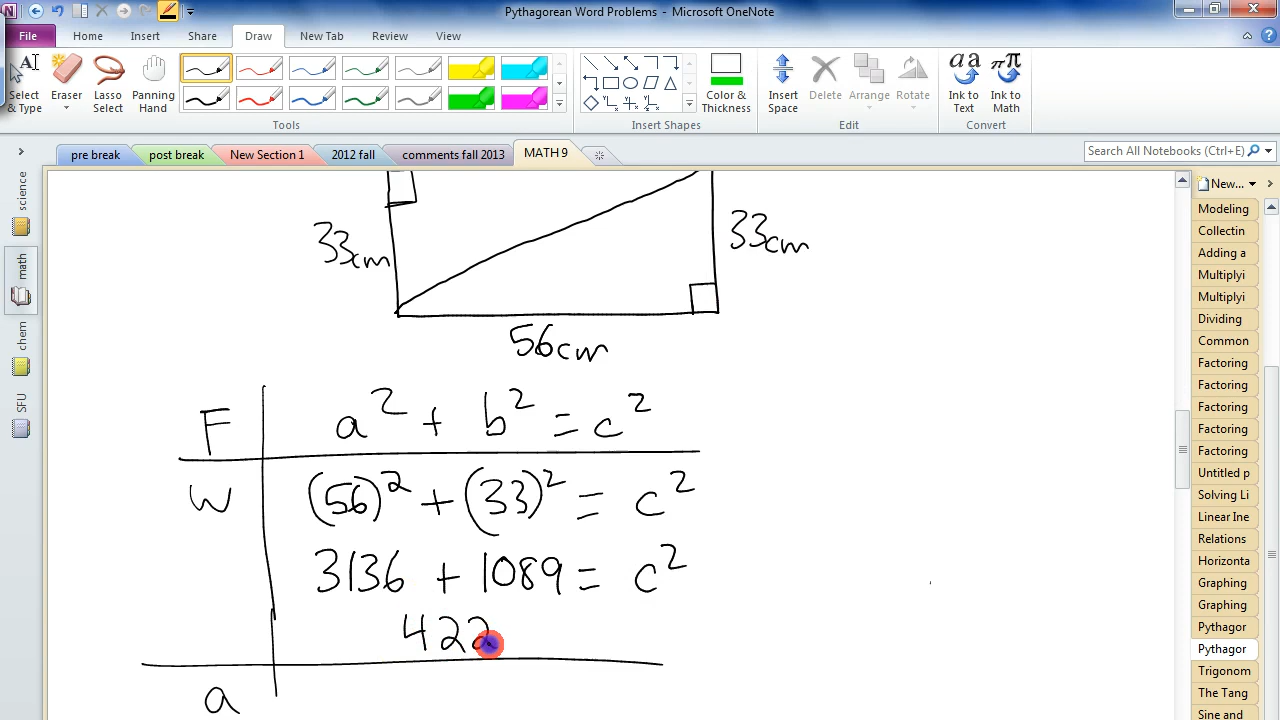 Pythagorean Word Problems - Microsoft OneNote
File Home Insert Share Draw New Tab Review View
Select & Type
Eraser
Lasso Select
Panning Hand
Color & Thickness
Insert Space
Delete
Arrange
Rotate
Ink to Text
Ink to Math
Tools
Insert Shapes
Edit
Convert
pre break post break New Section 1 2012 fall comments fall 2013 MATH 9
Search All Notebooks (Ctrl+E)
science
math
chem
SFU
New...
Modeling
Collectin
Adding a
Multiplyi
Multiplyi
Dividing
Common
Factoring
Factoring
Factoring
Factoring
Factoring
Untitled p
Solving Li
Linear Ine
Relations
Horizonta
Graphing
Graphing
Pythagor
Pythagor
Trigonom
The Tang
Sine and
33cm 33cm
56cm
F a² + b² = c²
W (56)² + (33)² = c²
3136 + 1089 = c²
422
a